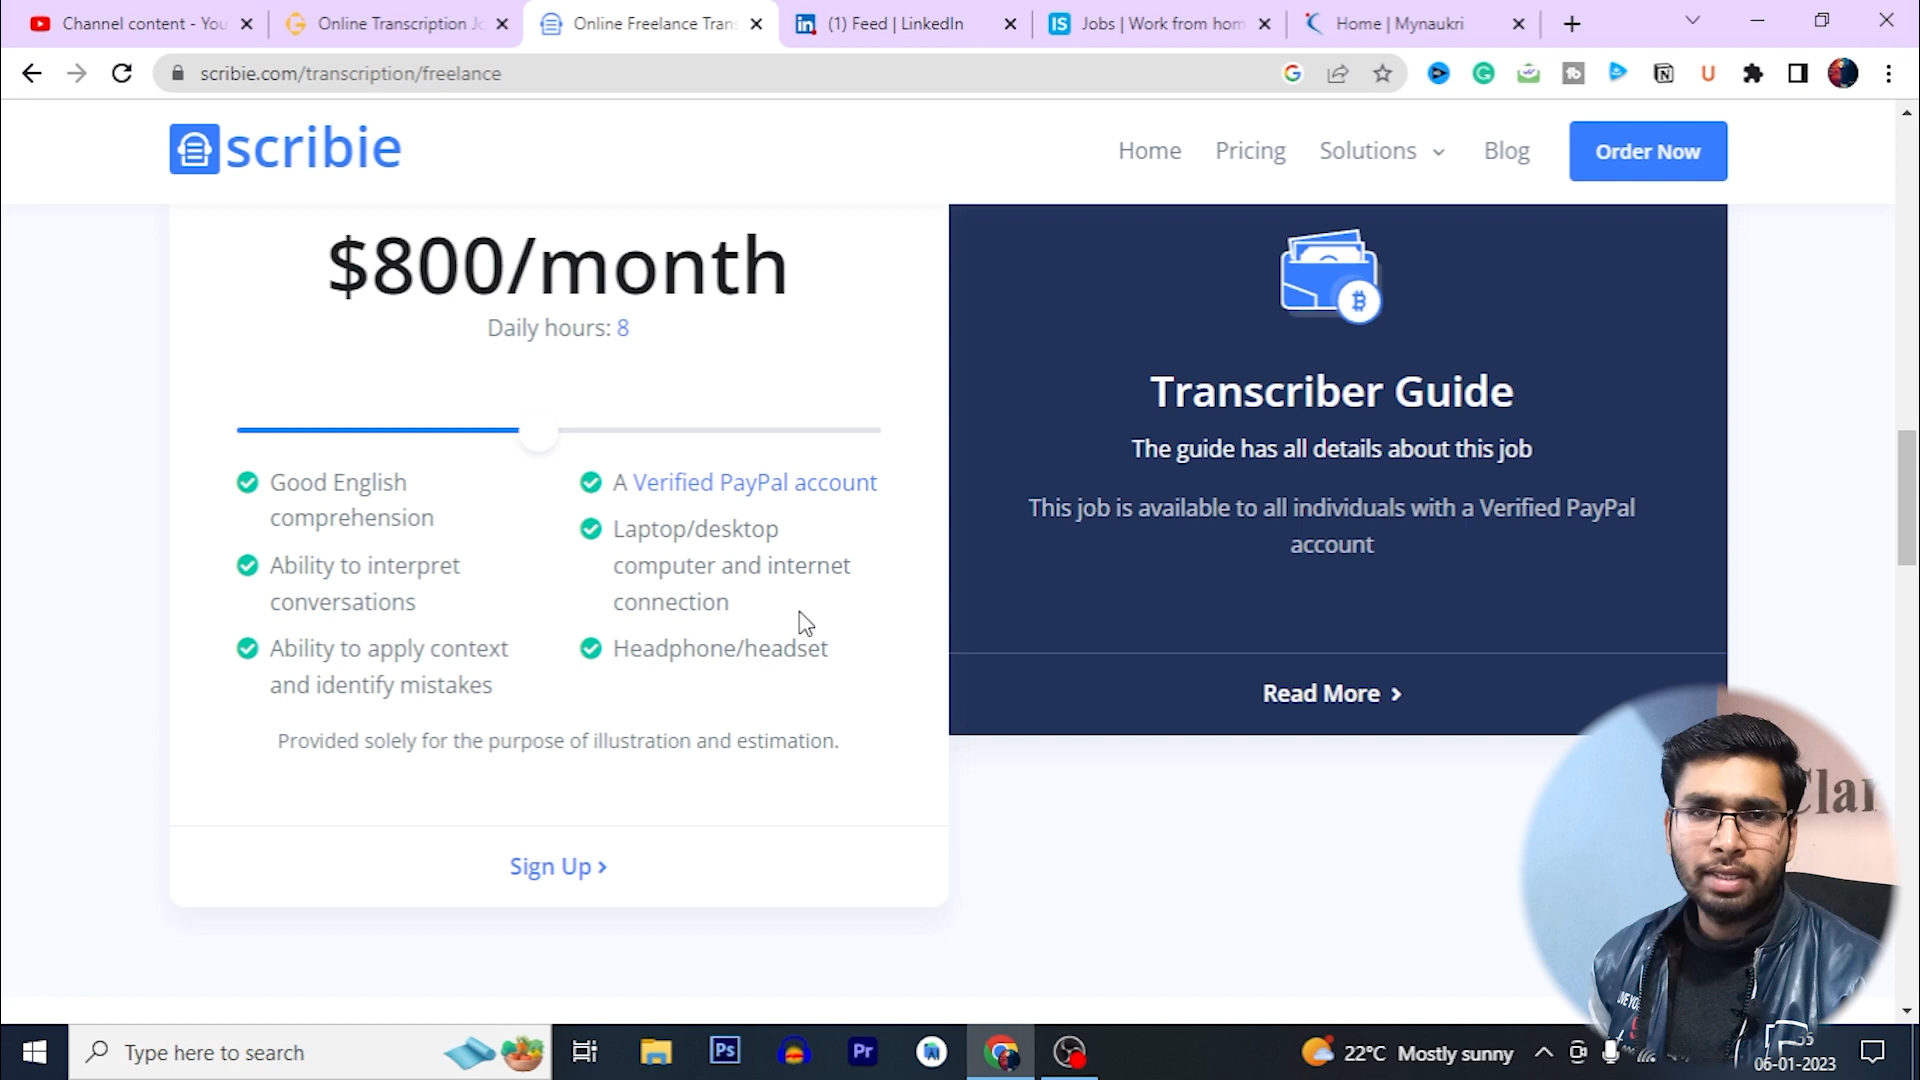 Channel content - You
Online Transcription Jo
Online Freelance Trans
(1) Feed | LinkedIn
Jobs | Work from hom
Home | Mynaukri
scribie.com/transcription/freelance
scribie
Home
Pricing
Solutions
Blog
Order Now
$800/month
Daily hours: 8
Good English
comprehension
Ability to interpret
conversations
Ability to apply context
and identify mistakes
A Verified PayPal account
Laptop/desktop
computer and internet
connection
Headphone/headset
Provided solely for the purpose of illustration and estimation.
Sign Up >
Transcriber Guide
The guide has all details about this job
This job is available to all individuals with a Verified PayPal
account
Read More >
Type here to search
Ps
Pr
22°C Mostly sunny
06-01-2023